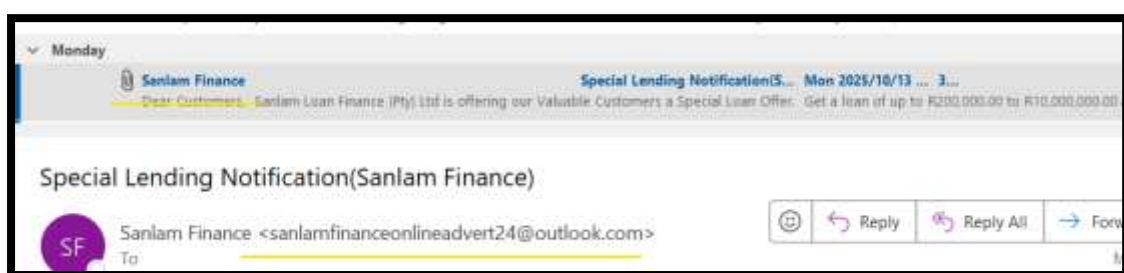 Monday
Sanlam Finance Special Lending Notification(S... Mon 2025/10/13 ... 3...
Dear Customers, Sanlam Loan Finance (Pty) Ltd is offering our Valuable Customers a Special Loan Offer. Get a loan of up to R200,000.00 to R10,000,000.00
Special Lending Notification(Sanlam Finance)
Reply Reply All Forw
SF Sanlam Finance <sanlamfinanceonlineadvert24@outlook.com>
To